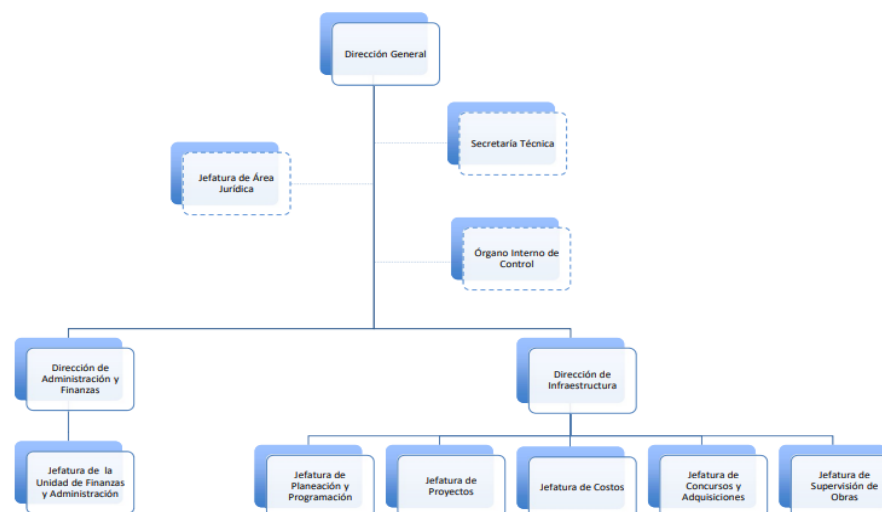 Dirección General
Secretaría Técnica
Jefatura de Área
Jurídica
Órgano Interno de
Control
Dirección de
Administración y
Finanzas
Dirección de
Infraestructura
Jefatura de  la
Unidad de Finanzas
y Administración
Jefatura de
Planeación y
Programación
Jefatura de
Proyectos
Jefatura de Costos
Jefatura de
Concursos y
Adquisiciones
Jefatura de
Supervisión de
Obras